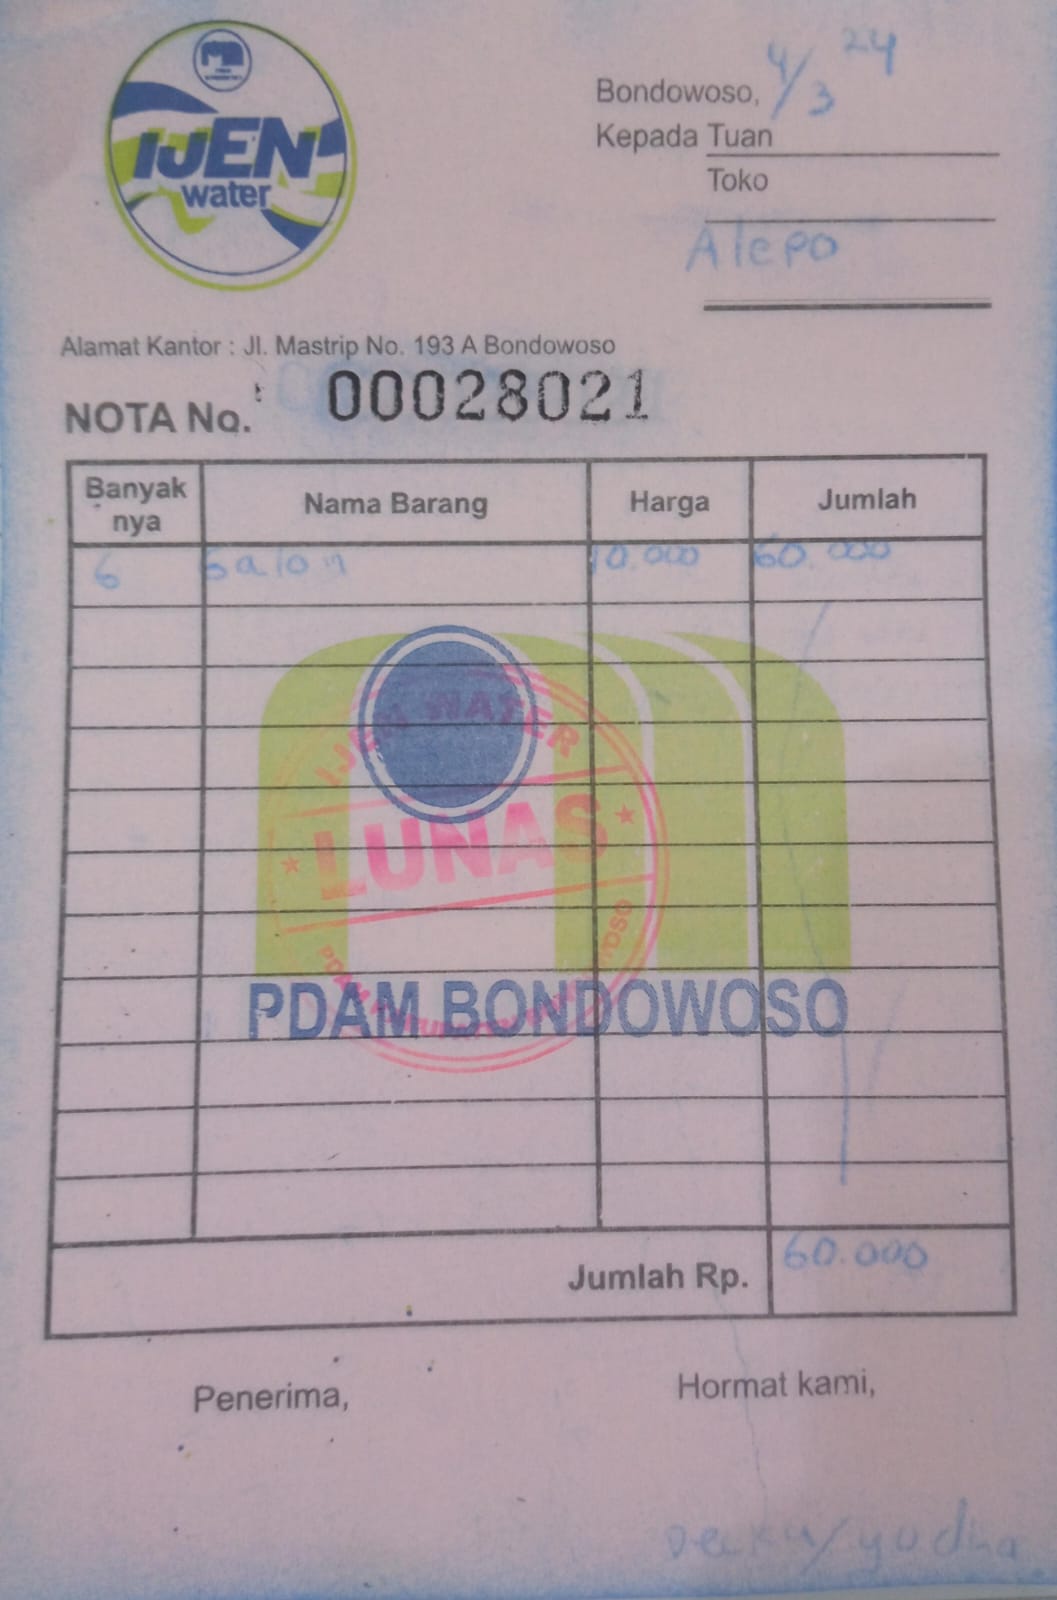 IJEN
water
Bondowoso, 4/3 24
Kepada Tuan
Toko
Alepo
Alamat Kantor : Jl. Mastrip No. 193 A Bondowoso
NOTA No. : 00028021
Banyak nya Nama Barang Harga Jumlah
6 Galon 10.000 60.000
IJEN WATER
LUNAS
PDAM BONDOWOSO
PDAM BONDOWOSO
Jumlah Rp. 60.000
Penerima, Hormat kami,
/yudha